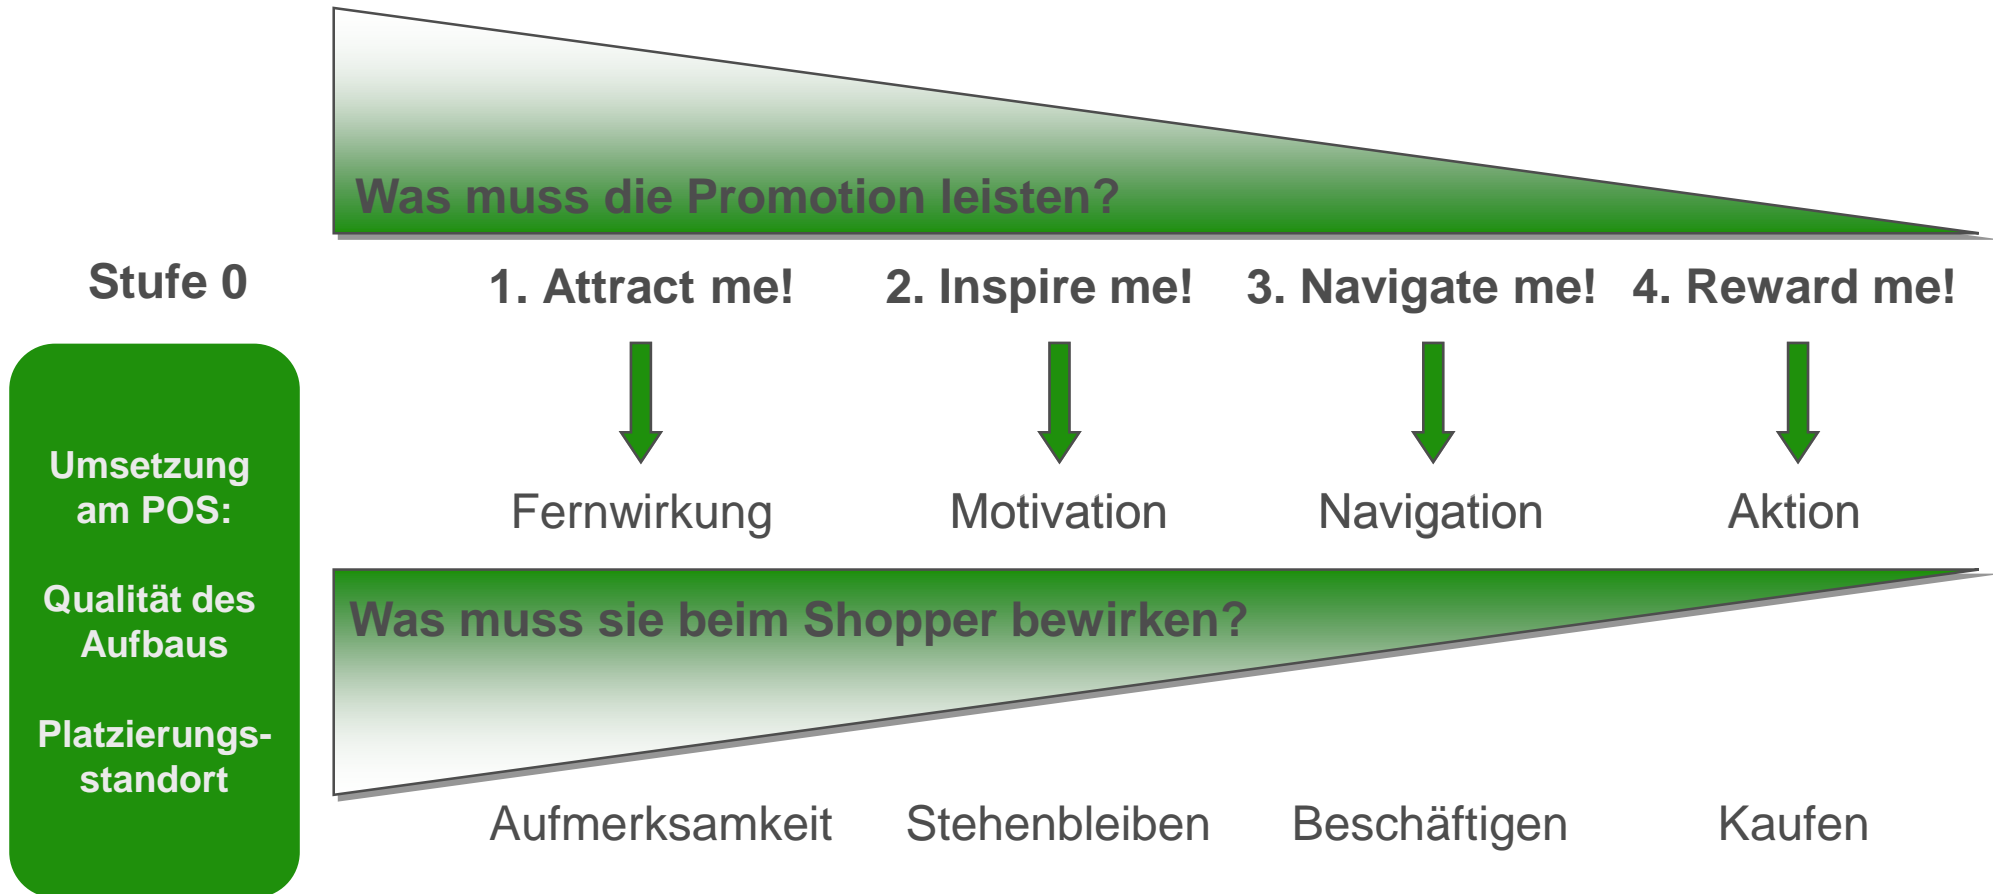 Was muss die Promotion leisten?
Stufe 0
1. Attract me!
2. Inspire me!
3. Navigate me!
4. Reward me!
Umsetzung
am POS:
Qualität des
Aufbaus
Platzierungs-
standort
Fernwirkung
Motivation
Navigation
Aktion
Was muss sie beim Shopper bewirken?
Aufmerksamkeit
Stehenbleiben
Beschäftigen
Kaufen